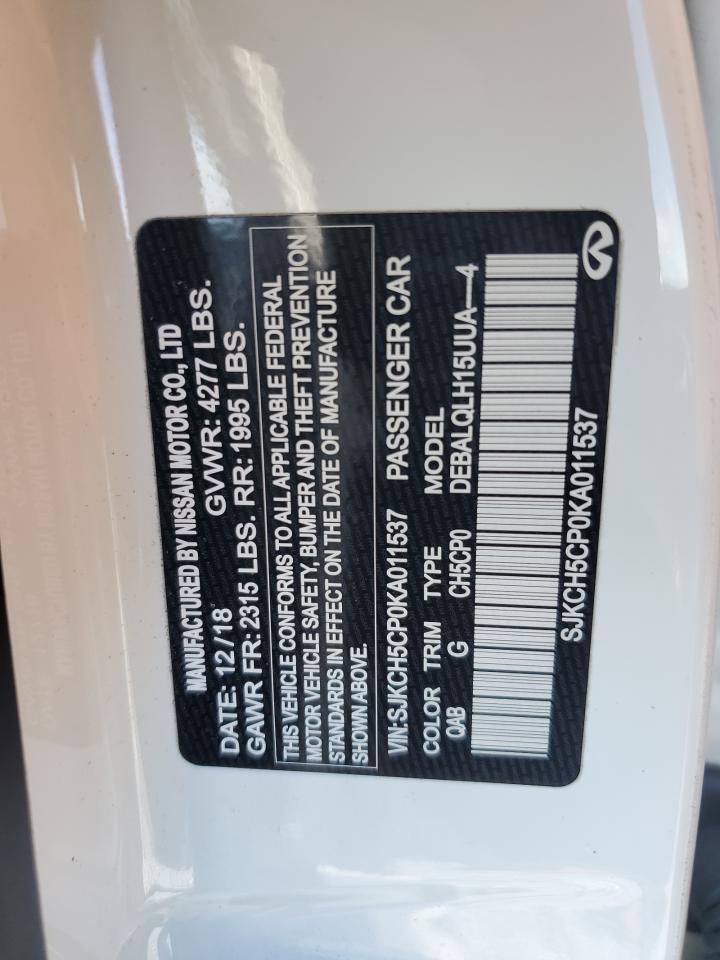 MANUFACTURED BY NISSAN MOTOR CO., LTD
DATE: 12/18 GVWR: 4277 LBS.
GAWR FR: 2315 LBS. RR: 1995 LBS.
THIS VEHICLE CONFORMS TO ALL APPLICABLE FEDERAL
MOTOR VEHICLE SAFETY, BUMPER AND THEFT PREVENTION
STANDARDS IN EFFECT ON THE DATE OF MANUFACTURE
SHOWN ABOVE.
VIN:SJKCH5CP0KA011537 PASSENGER CAR
COLOR TRIM TYPE MODEL
QAB G CH5CP0 DEBALQLH15UUA—4
SJKCH5CP0KA011537